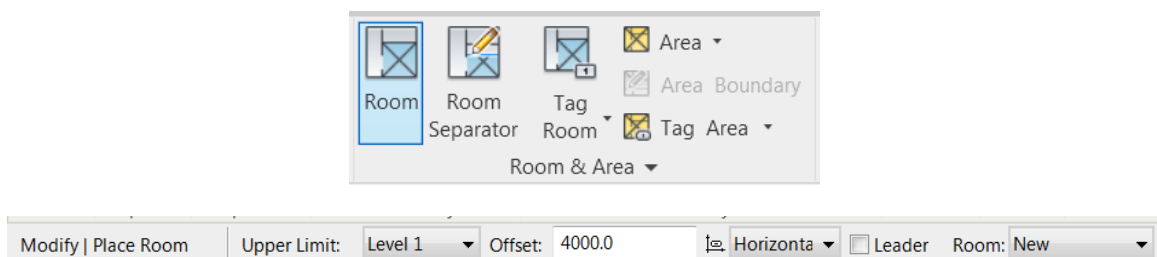 Area
Area Boundary
Room
Room Separator
Tag Room
Tag Area
Room & Area
Modify | Place Room Upper Limit: Level 1 Offset: 4000.0 Horizonta Leader Room: New